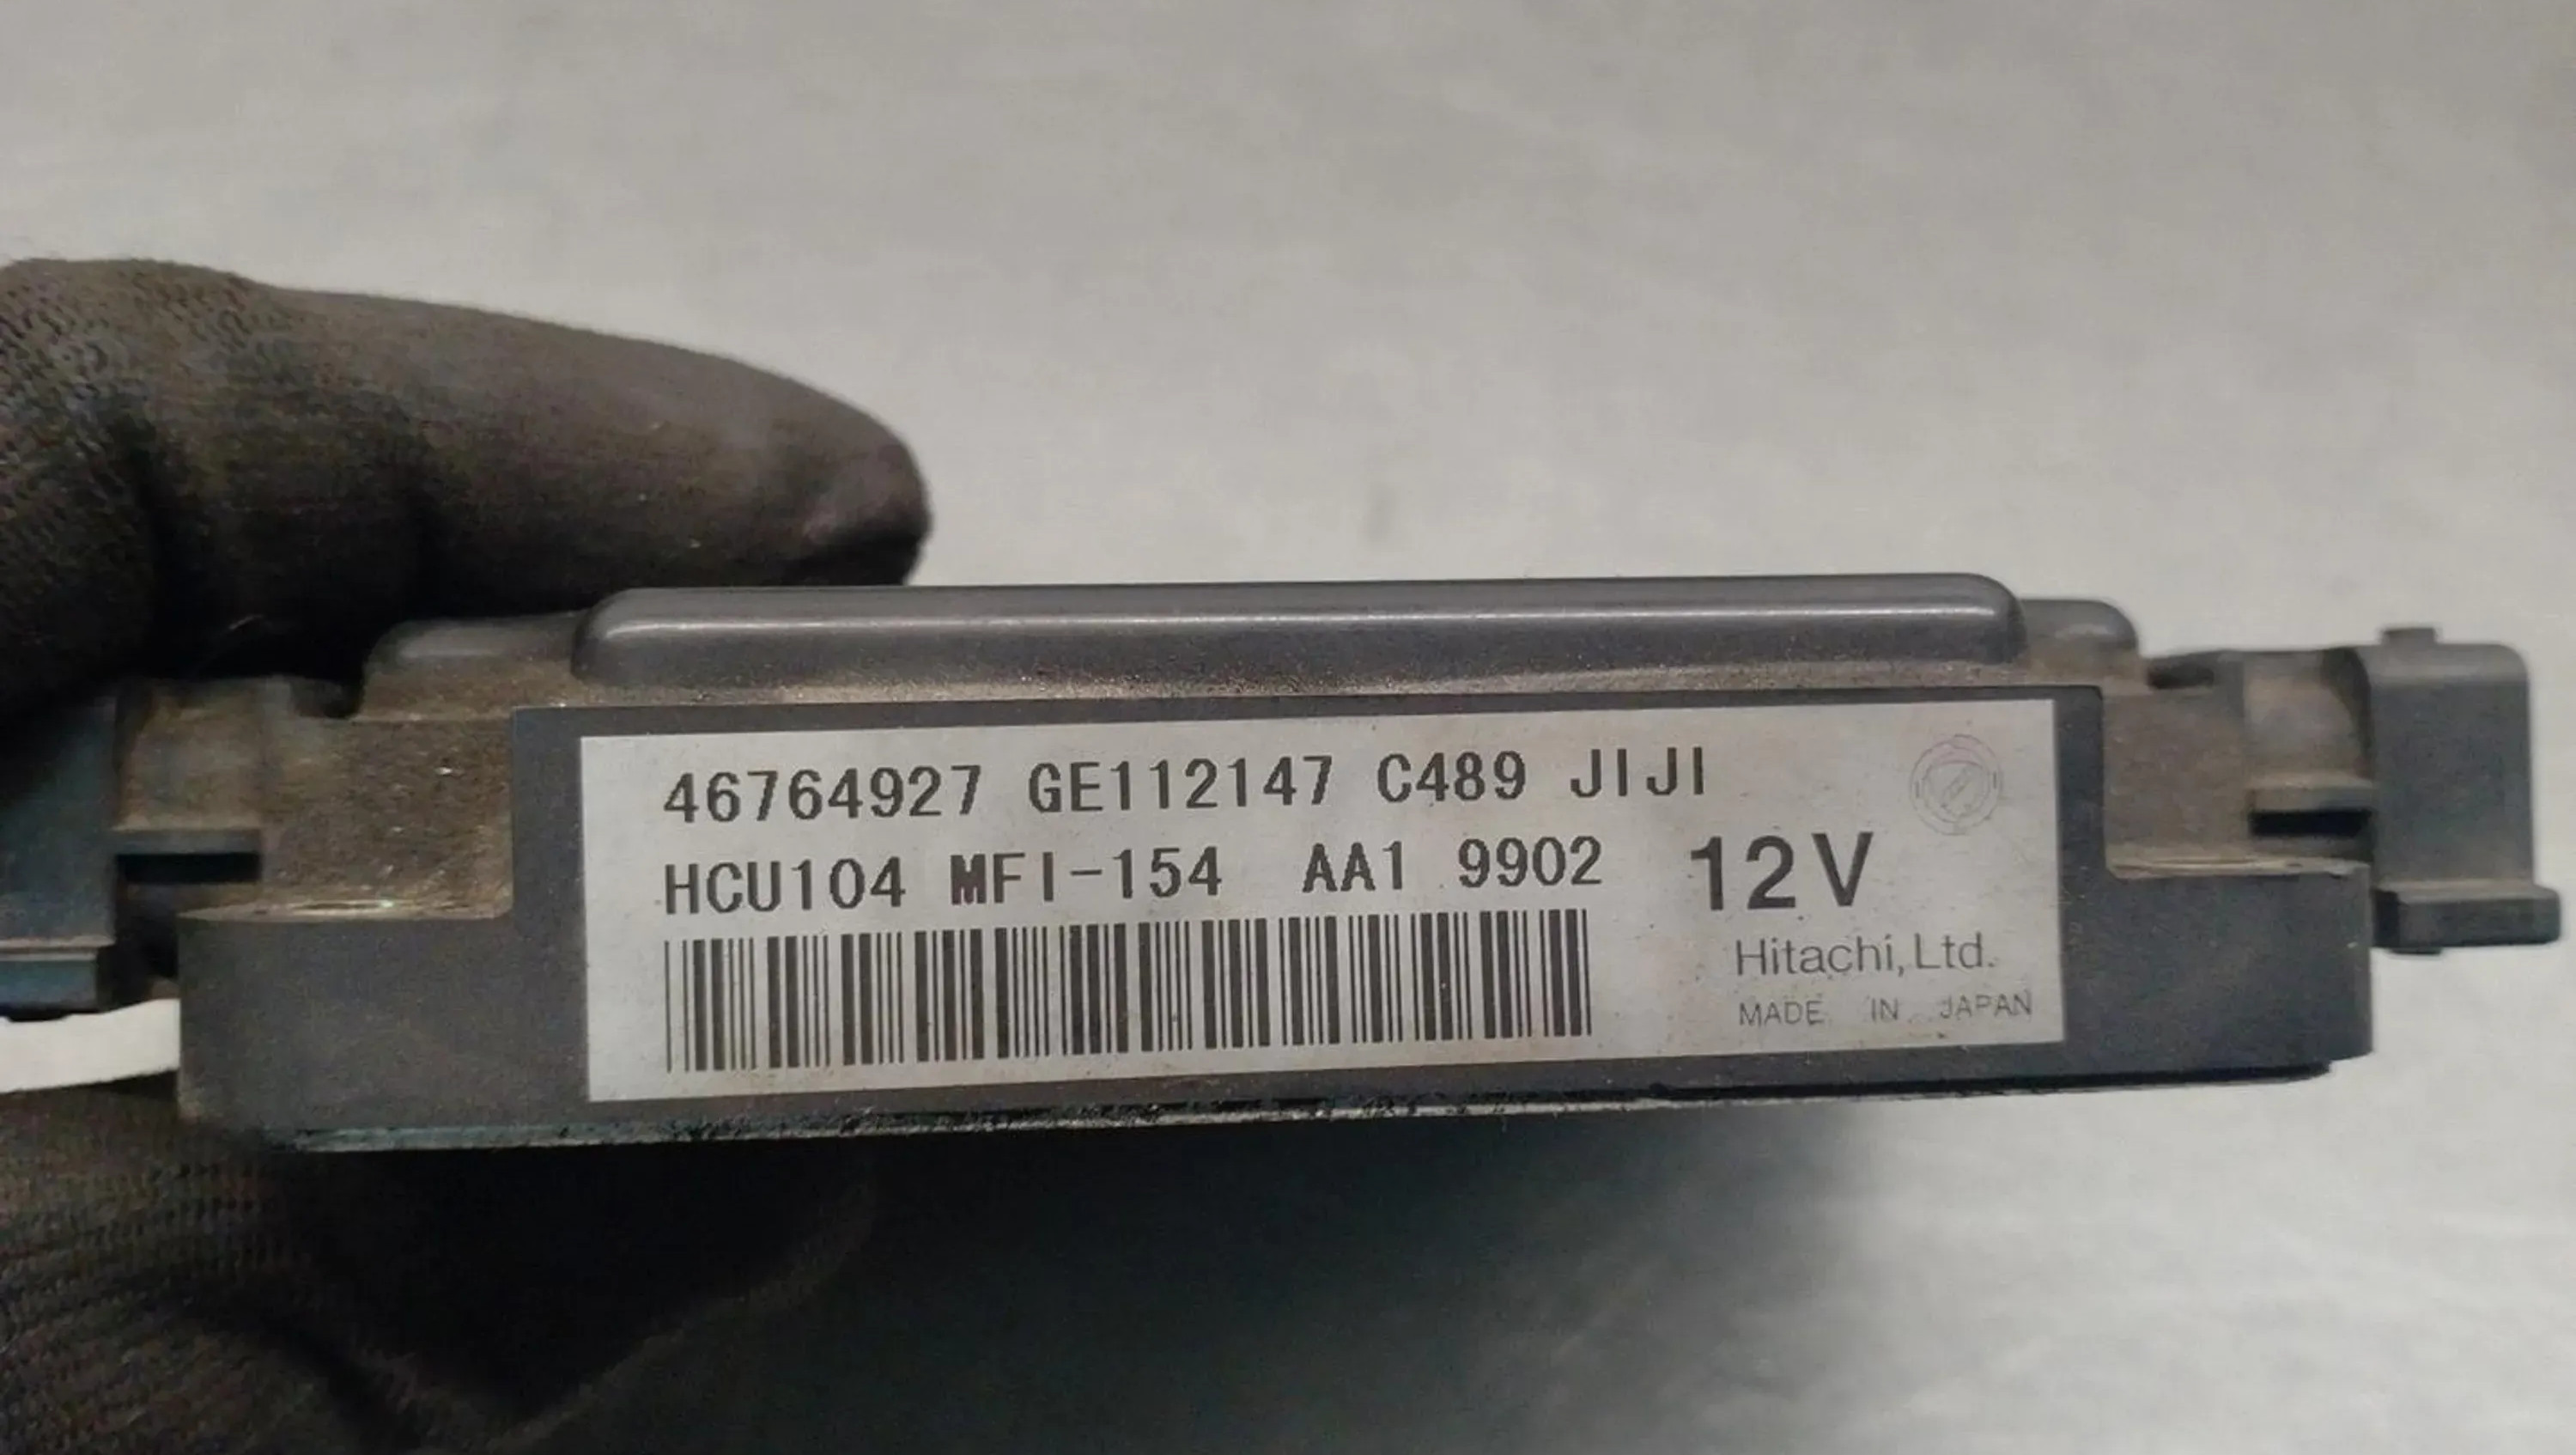 46764927 GE112147 C489 JIJI
HCU104 MFI-154 AA1 9902 12V
Hitachi, Ltd.
MADE IN JAPAN